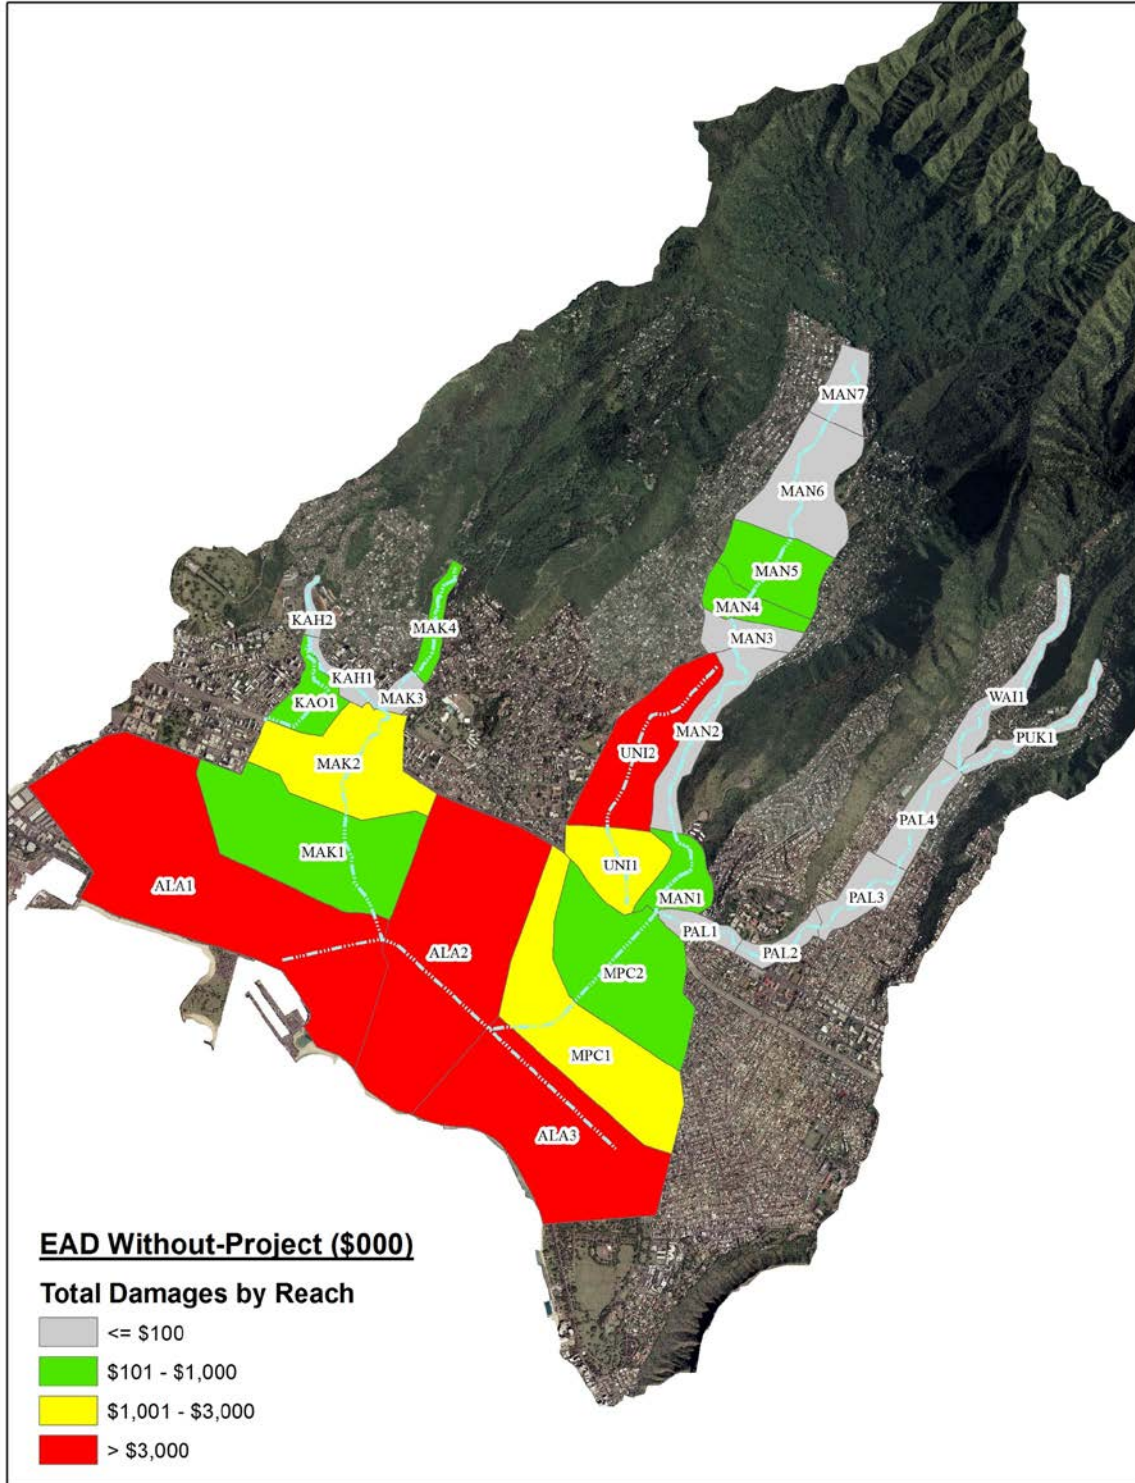 MAN7
MAN6
MAN5
MAN4
MAN3
KAH2
MAK4
KAH1
MAK3
KAO1
WAI1
PUK1
MAN2
UNI2
MAK2
PAL4
MAK1
UNI1
ALA1
MAN1
PAL3
PAL1
PAL2
ALA2
MPC2
MPC1
ALA3
EAD Without-Project ($000)
Total Damages by Reach
<= $100
$101 - $1,000
$1,001 - $3,000
> $3,000